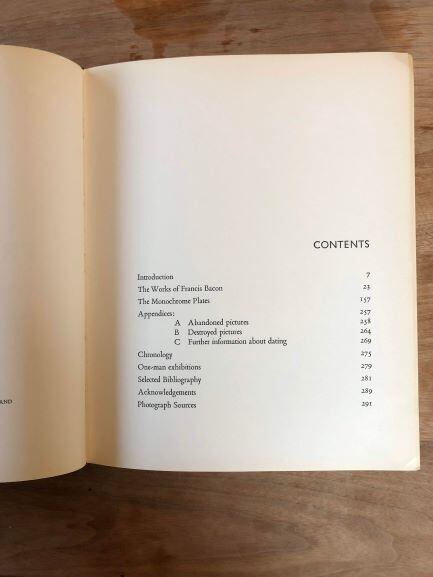 CONTENTS
Introduction 7
The Works of Francis Bacon 23
The Monochrome Plates 157
Appendices: 257
A Abandoned pictures 258
B Destroyed pictures 264
C Further information about dating 269
Chronology 275
One-man exhibitions 279
Selected Bibliography 281
Acknowledgements 289
Photograph Sources 291